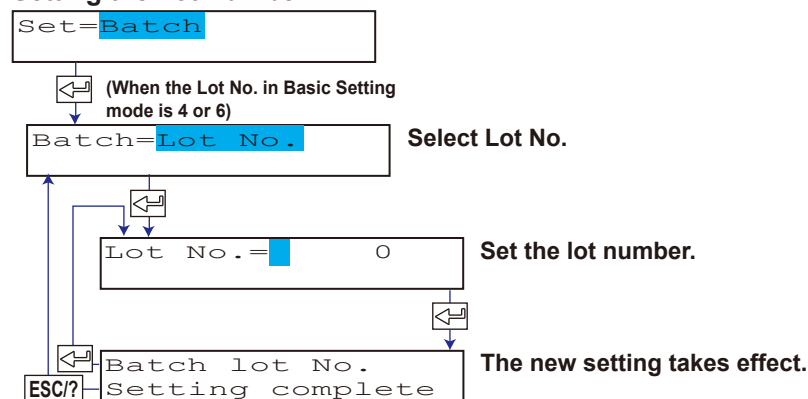 Set=Batch
(When the Lot No. in Basic Setting
mode is 4 or 6)
Batch=Lot No.
Select Lot No.
Lot No.= 0
Set the lot number.
Batch lot No.
Setting complete
The new setting takes effect.
ESC/?